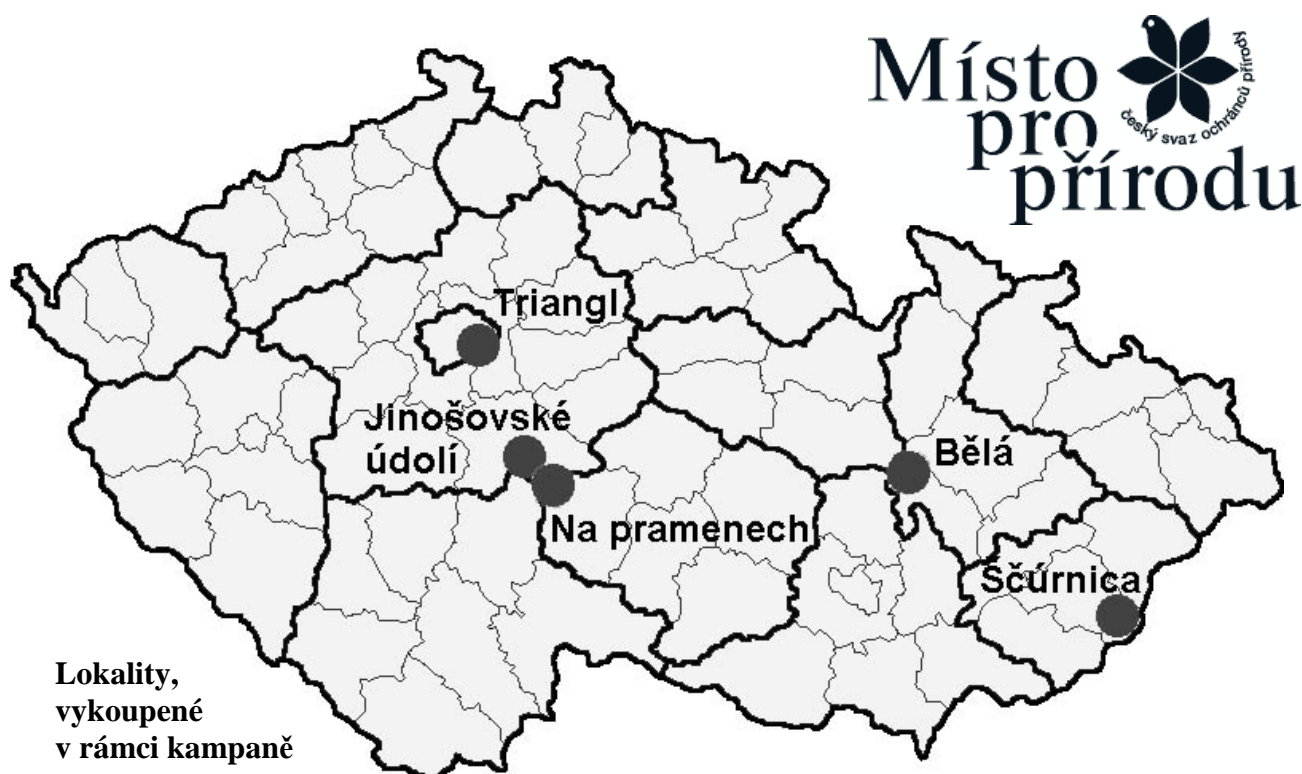 Místo
pro
přírodu
český svaz ochránců přírody
Triangl
Jinošovské
údolí
Na pramenech
Bělá
Ščúrnica
Lokality,
vykoupené
v rámci kampaně